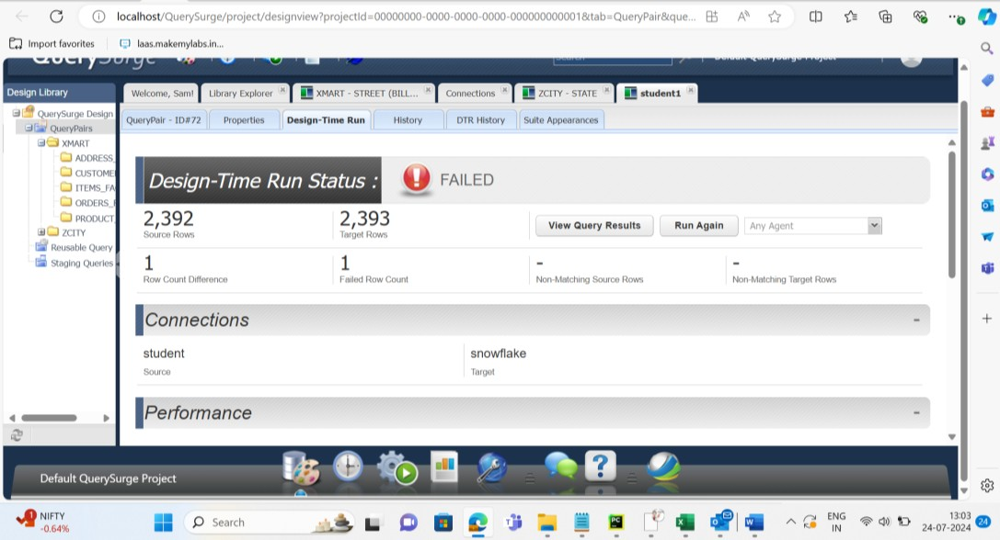 localhost/QuerySurge/project/designview?projectId=00000000-0000-0000-0000-000000000001&tab=QueryPair&que...
Import favorites
laas.makemylabs.in...
QuerySurge
Design Library
Welcome, Sam!
Library Explorer
XMART - STREET (BILL...
Connections
ZCITY - STATE
student1
QuerySurge Design
QueryPairs
XMART
ADDRESS_
CUSTOME
ITEMS_FA
ORDERS_F
PRODUCT_
ZCITY
Reusable Query
Staging Queries
QueryPair - ID#72
Properties
Design-Time Run
History
DTR History
Suite Appearances
Design-Time Run Status :
FAILED
2,392
Source Rows
2,393
Target Rows
View Query Results
Run Again
Any Agent
1
Row Count Difference
1
Failed Row Count
-
Non-Matching Source Rows
-
Non-Matching Target Rows
Connections
-
student
Source
snowflake
Target
Performance
-
Default QuerySurge Project
1
NIFTY
-0.64%
Search
ENG
IN
13:03
24-07-2024
24